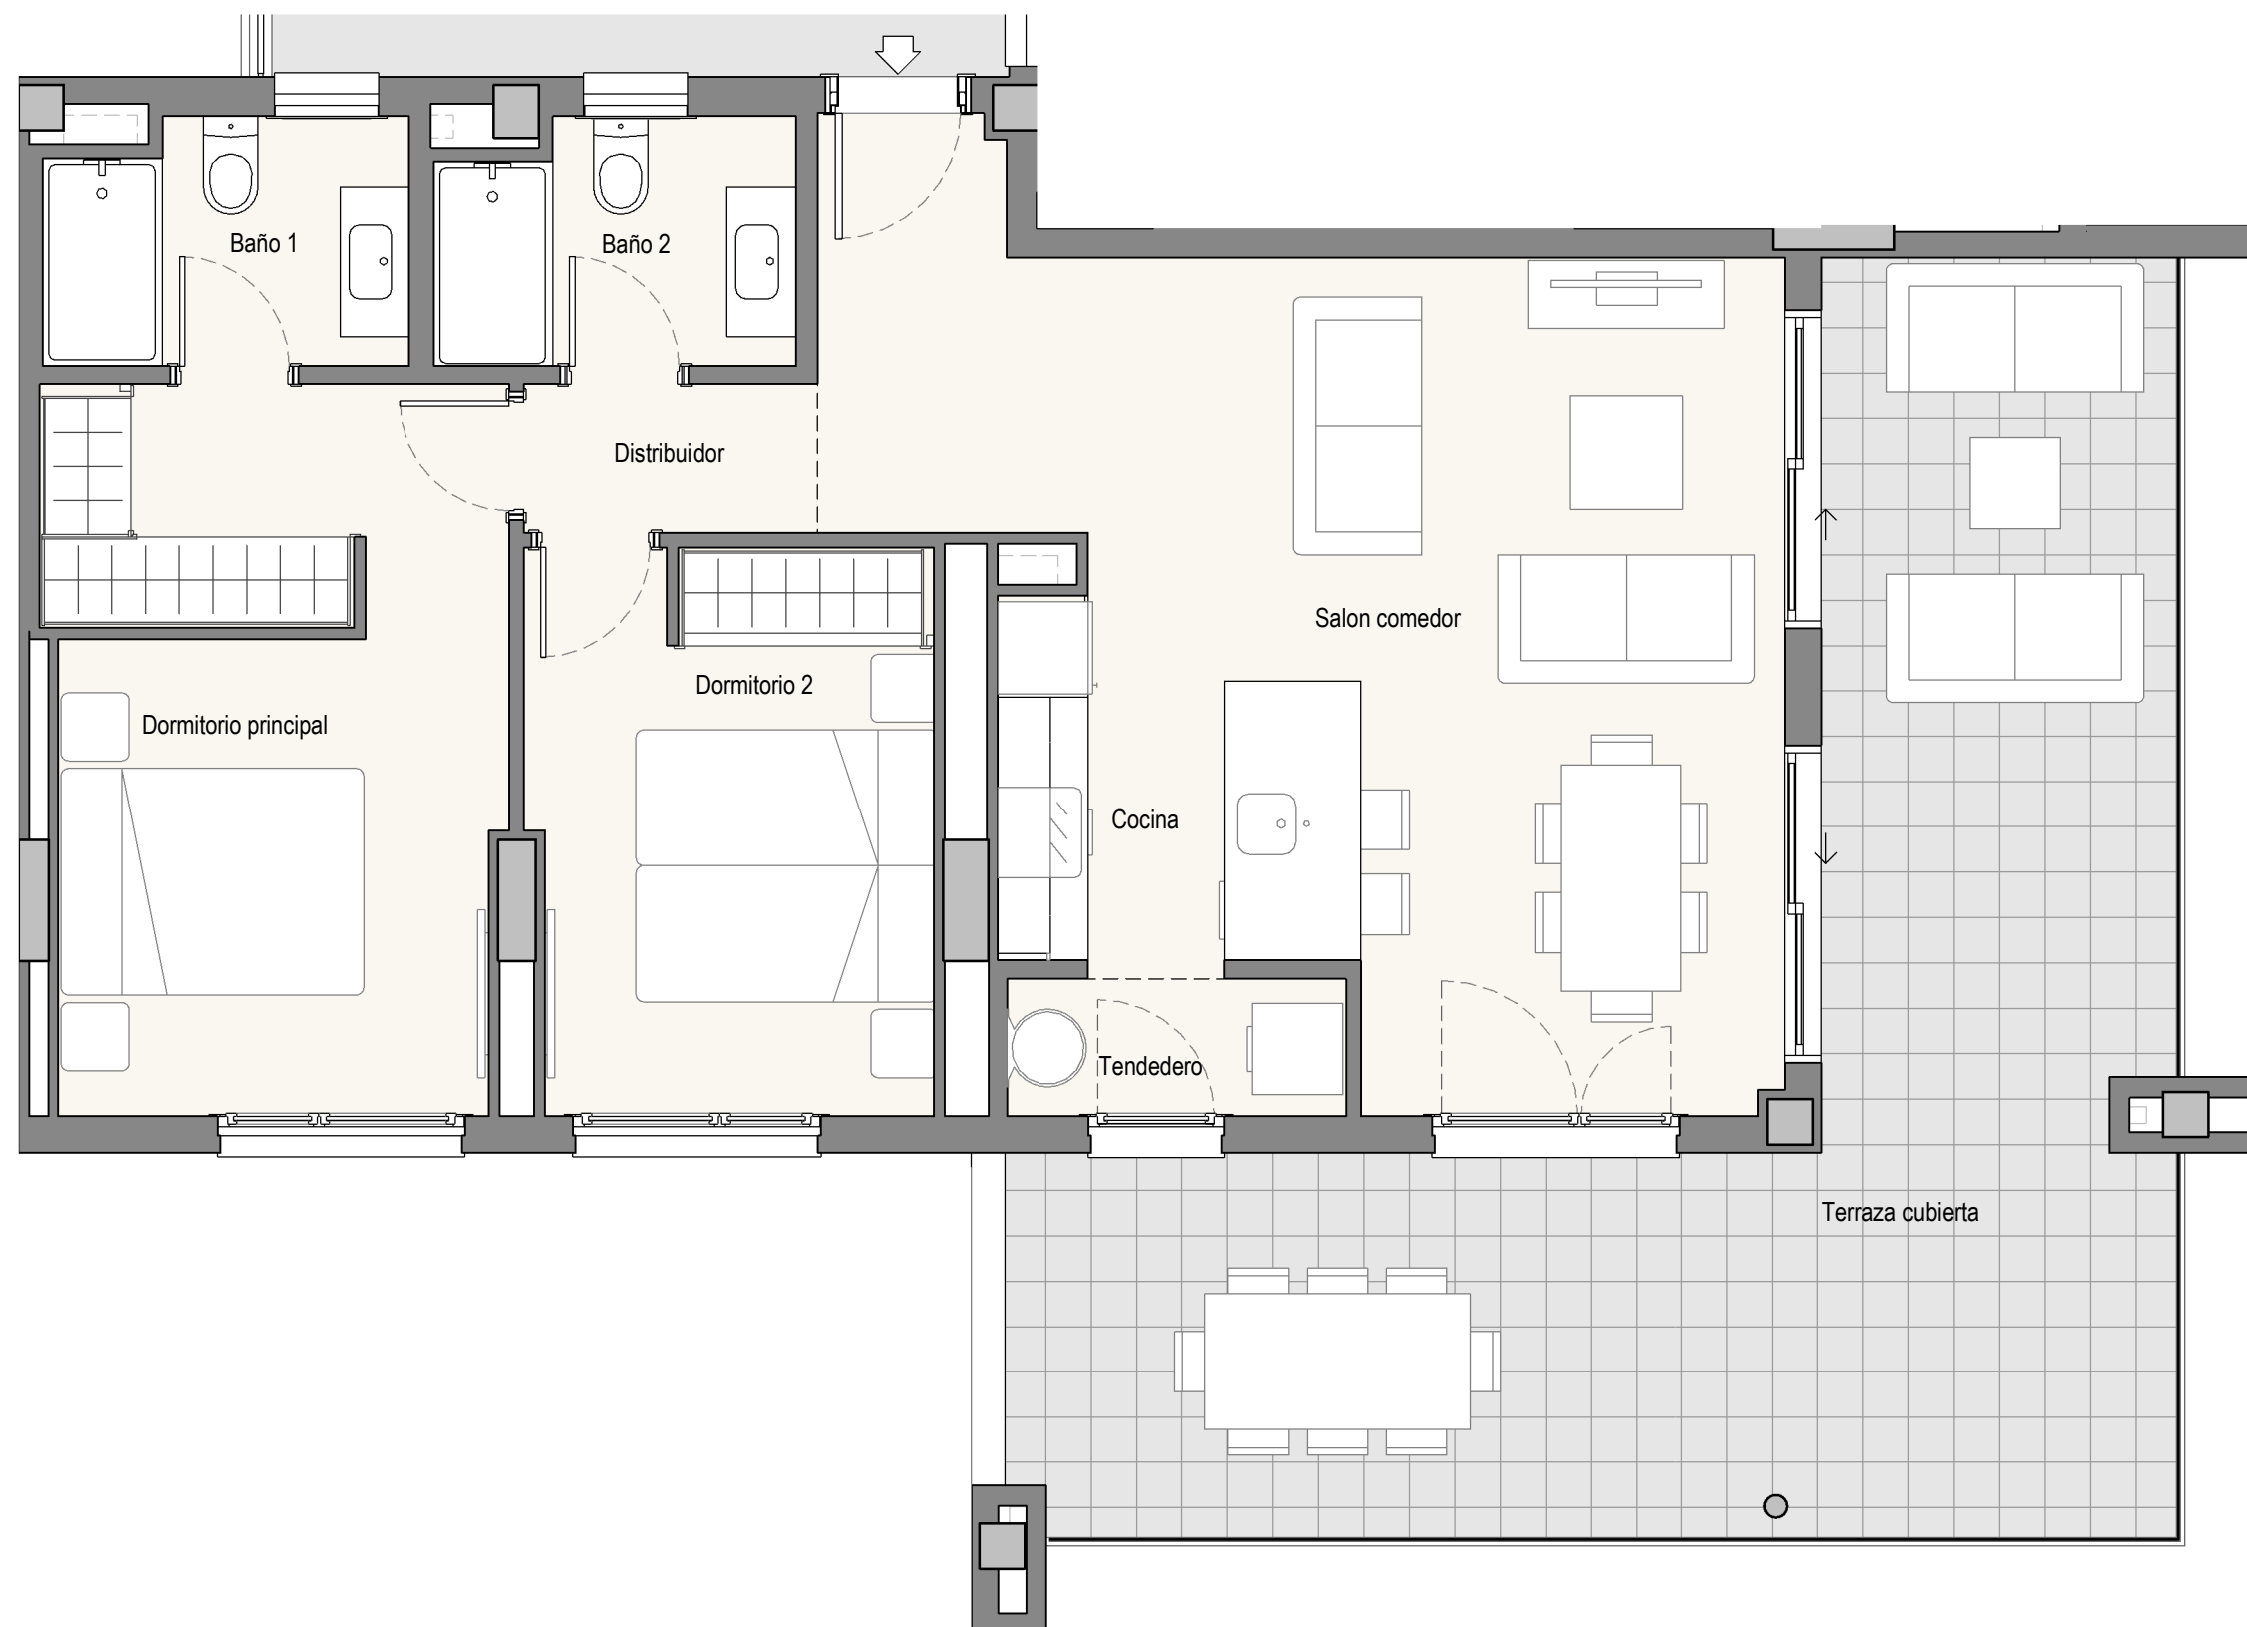 Baño 1
Baño 2
Distribuidor
Salon comedor
Dormitorio 2
Dormitorio principal
Cocina
Tendedero
Terraza cubierta